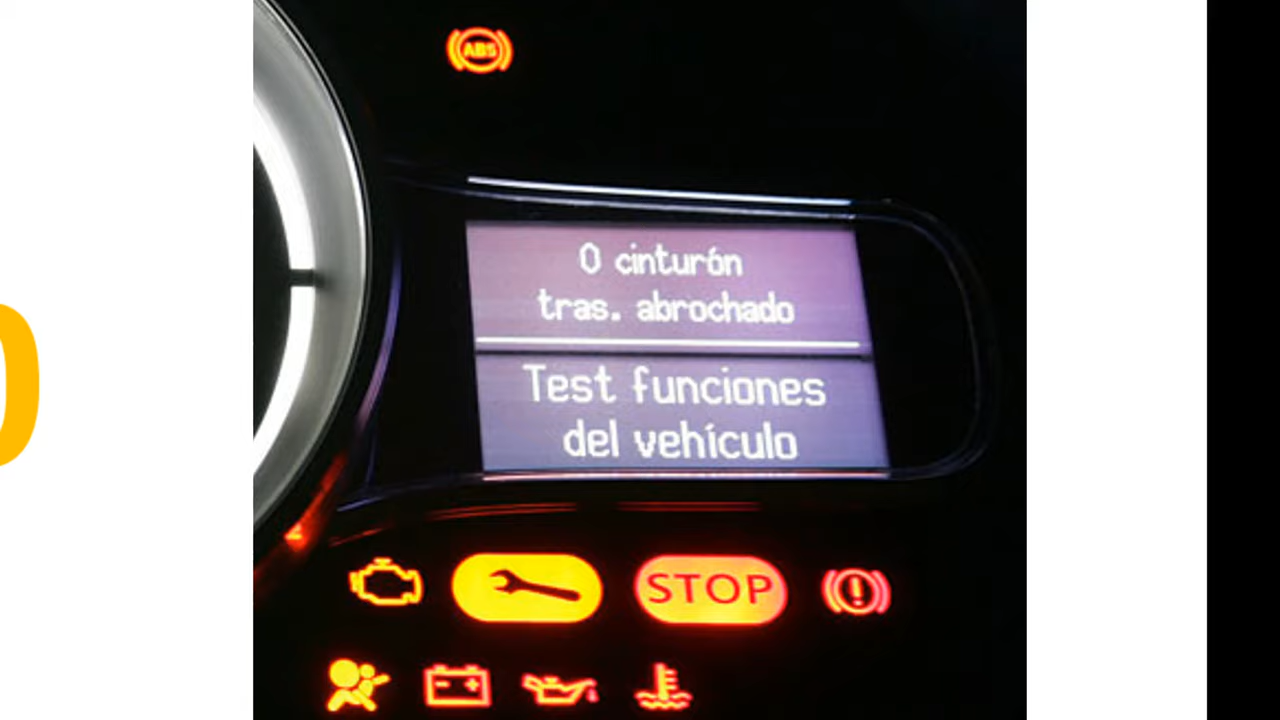 ABS
0 cinturón
tras. abrochado
Test funciones
del vehículo
STOP